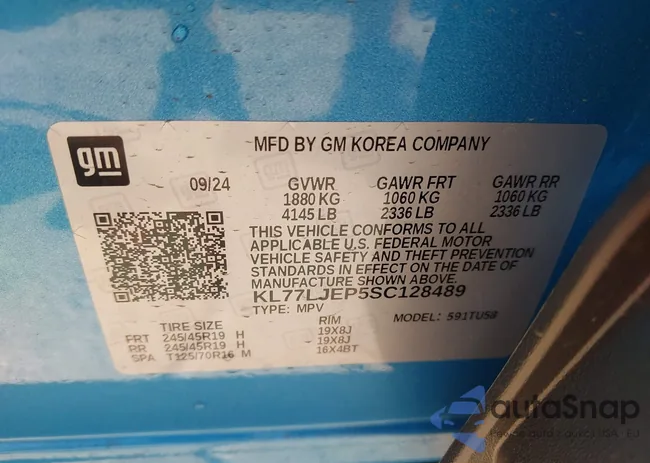 gm
MFD BY GM KOREA COMPANY
09/24 GVWR GAWR FRT GAWR RR
1880 KG 1060 KG 1060 KG
4145 LB 2336 LB 2336 LB
THIS VEHICLE CONFORMS TO ALL
APPLICABLE U.S. FEDERAL MOTOR
VEHICLE SAFETY AND THEFT PREVENTION
STANDARDS IN EFFECT ON THE DATE OF
MANUFACTURE SHOWN ABOVE.
KL77LJEP5SC128489
TYPE: MPV MODEL: 591TU58
TIRE SIZE RIM
FRT 245/45R19 H 19X8J
RR 245/45R19 H 19X8J
SPA T125/70R16 M 16X4BT
autoSnap